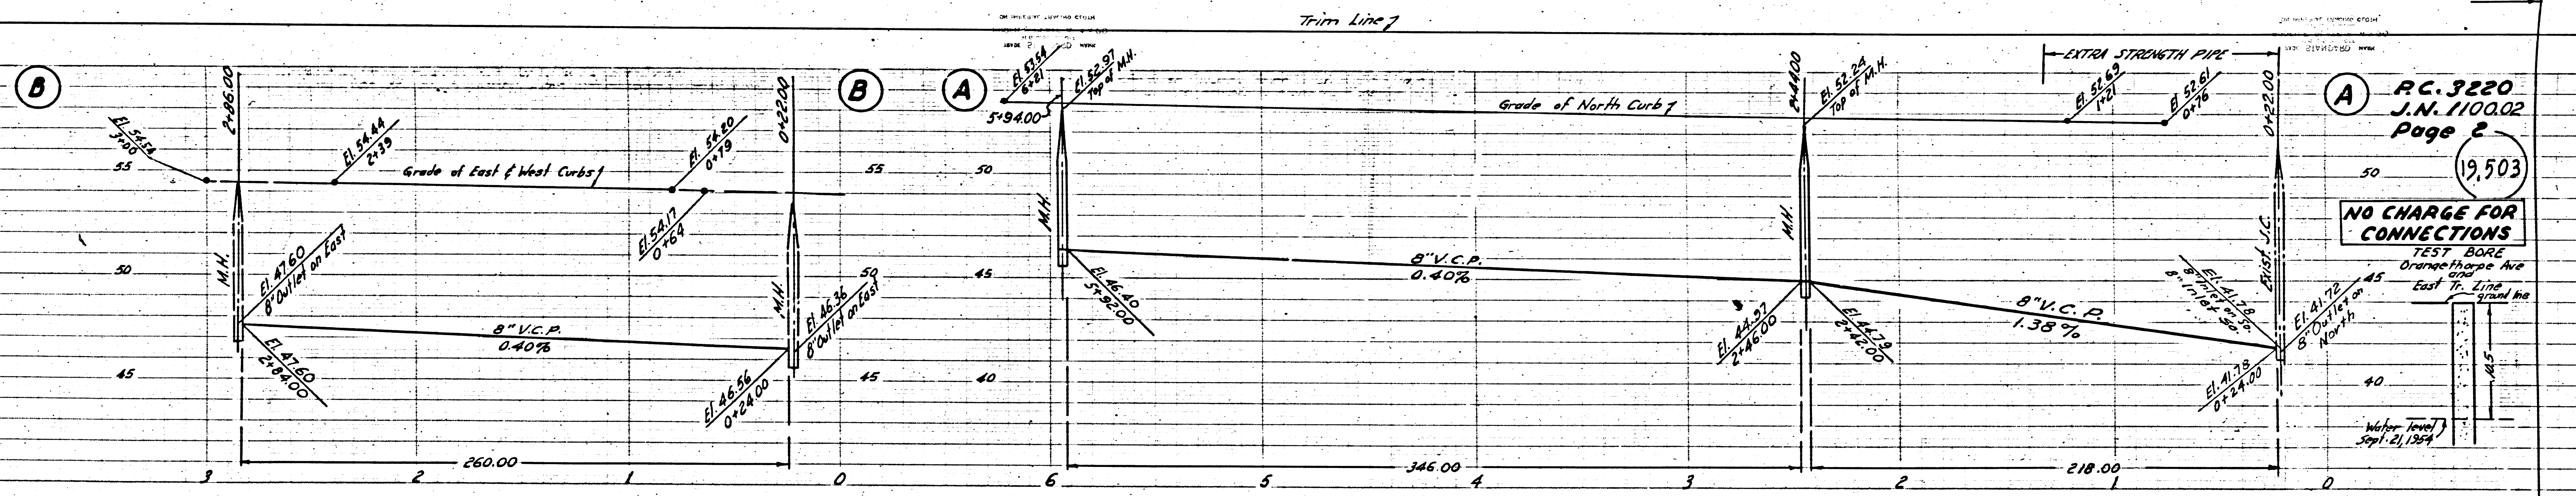 Trim Line
B
2+86.00
El. 54.54
3+00
El. 54.44
2+39
Grade of East & West Curbs
El. 54.20
0+79
El. 54.17
0+64
0+22.00
B
55
50
45
55
50
45
M.H.
El. 47.60
8" Outlet on East
El. 47.60
2+84.00
8" V.C.P.
0.40%
M.H.
El. 46.36
8" Outlet on East
El. 46.56
0+24.00
260.00
3
2
1
0
A
El. 53.54
6+21
5+94.00
El. 52.97
Top of M.H.
Grade of North Curb
2+44.00
El. 52.24
Top of M.H.
EXTRA STRENGTH PIPE
El. 52.69
1+21
El. 52.61
0+76
0+22.00
A
50
45
40
50
45
40
M.H.
El. 46.40
5+92.00
8" V.C.P.
0.40%
M.H.
El. 44.97
2+46.00
El. 44.79
2+42.00
8" V.C.P.
1.38%
El. 41.78
8" Inlet on So.
8" Inlet So.
Exist. J.C.
El. 41.72
8" Outlet on
North
El. 41.78
0+24.00
346.00
218.00
6
5
4
3
2
1
0
P.C. 3220
J.N. 1100.02
Page 2
19,503
NO CHARGE FOR
CONNECTIONS
TEST BORE
Orangethorpe Ave
and
East Tr. Line
ground line
10.5
Water level
Sept. 21, 1954